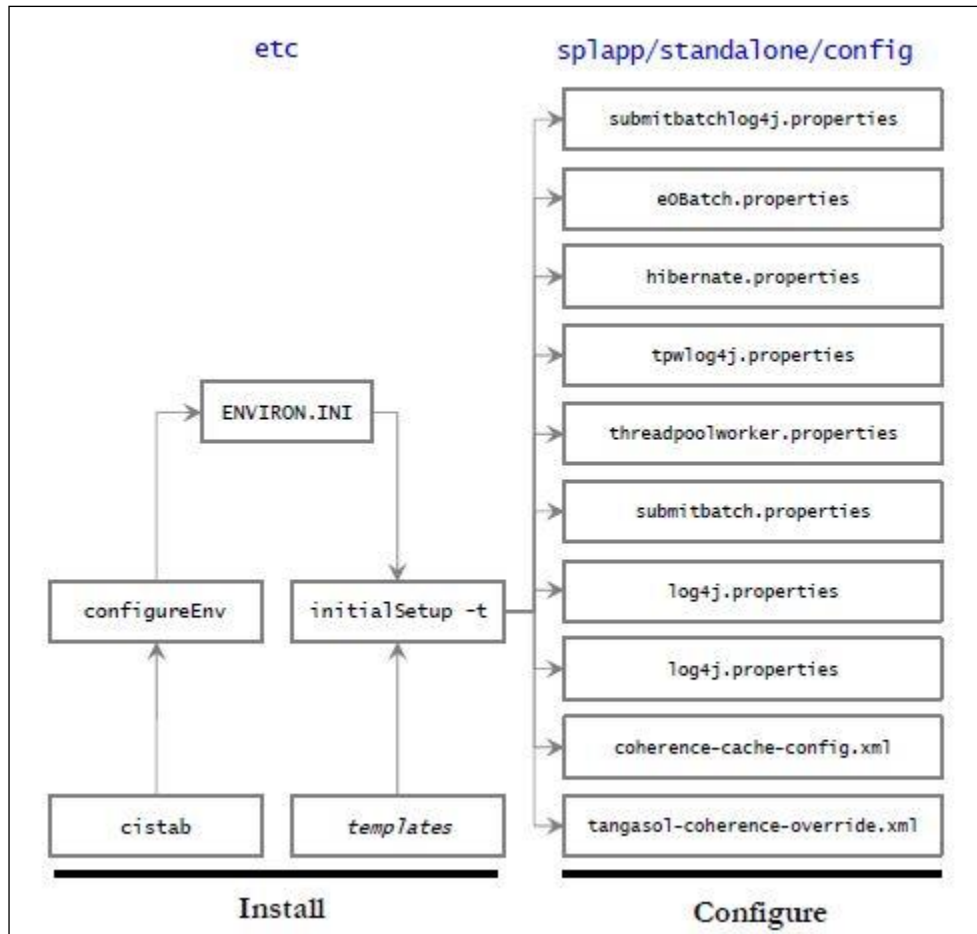 etc
splapp/standalone/config
submitbatchlog4j.properties
e0Batch.properties
hibernate.properties
tpwlog4j.properties
ENVIRON.INI
threadpoolworker.properties
submitbatch.properties
configureEnv
initialSetup -t
log4j.properties
log4j.properties
coherence-cache-config.xml
cistab
templates
tangasol-coherence-override.xml
Install
Configure